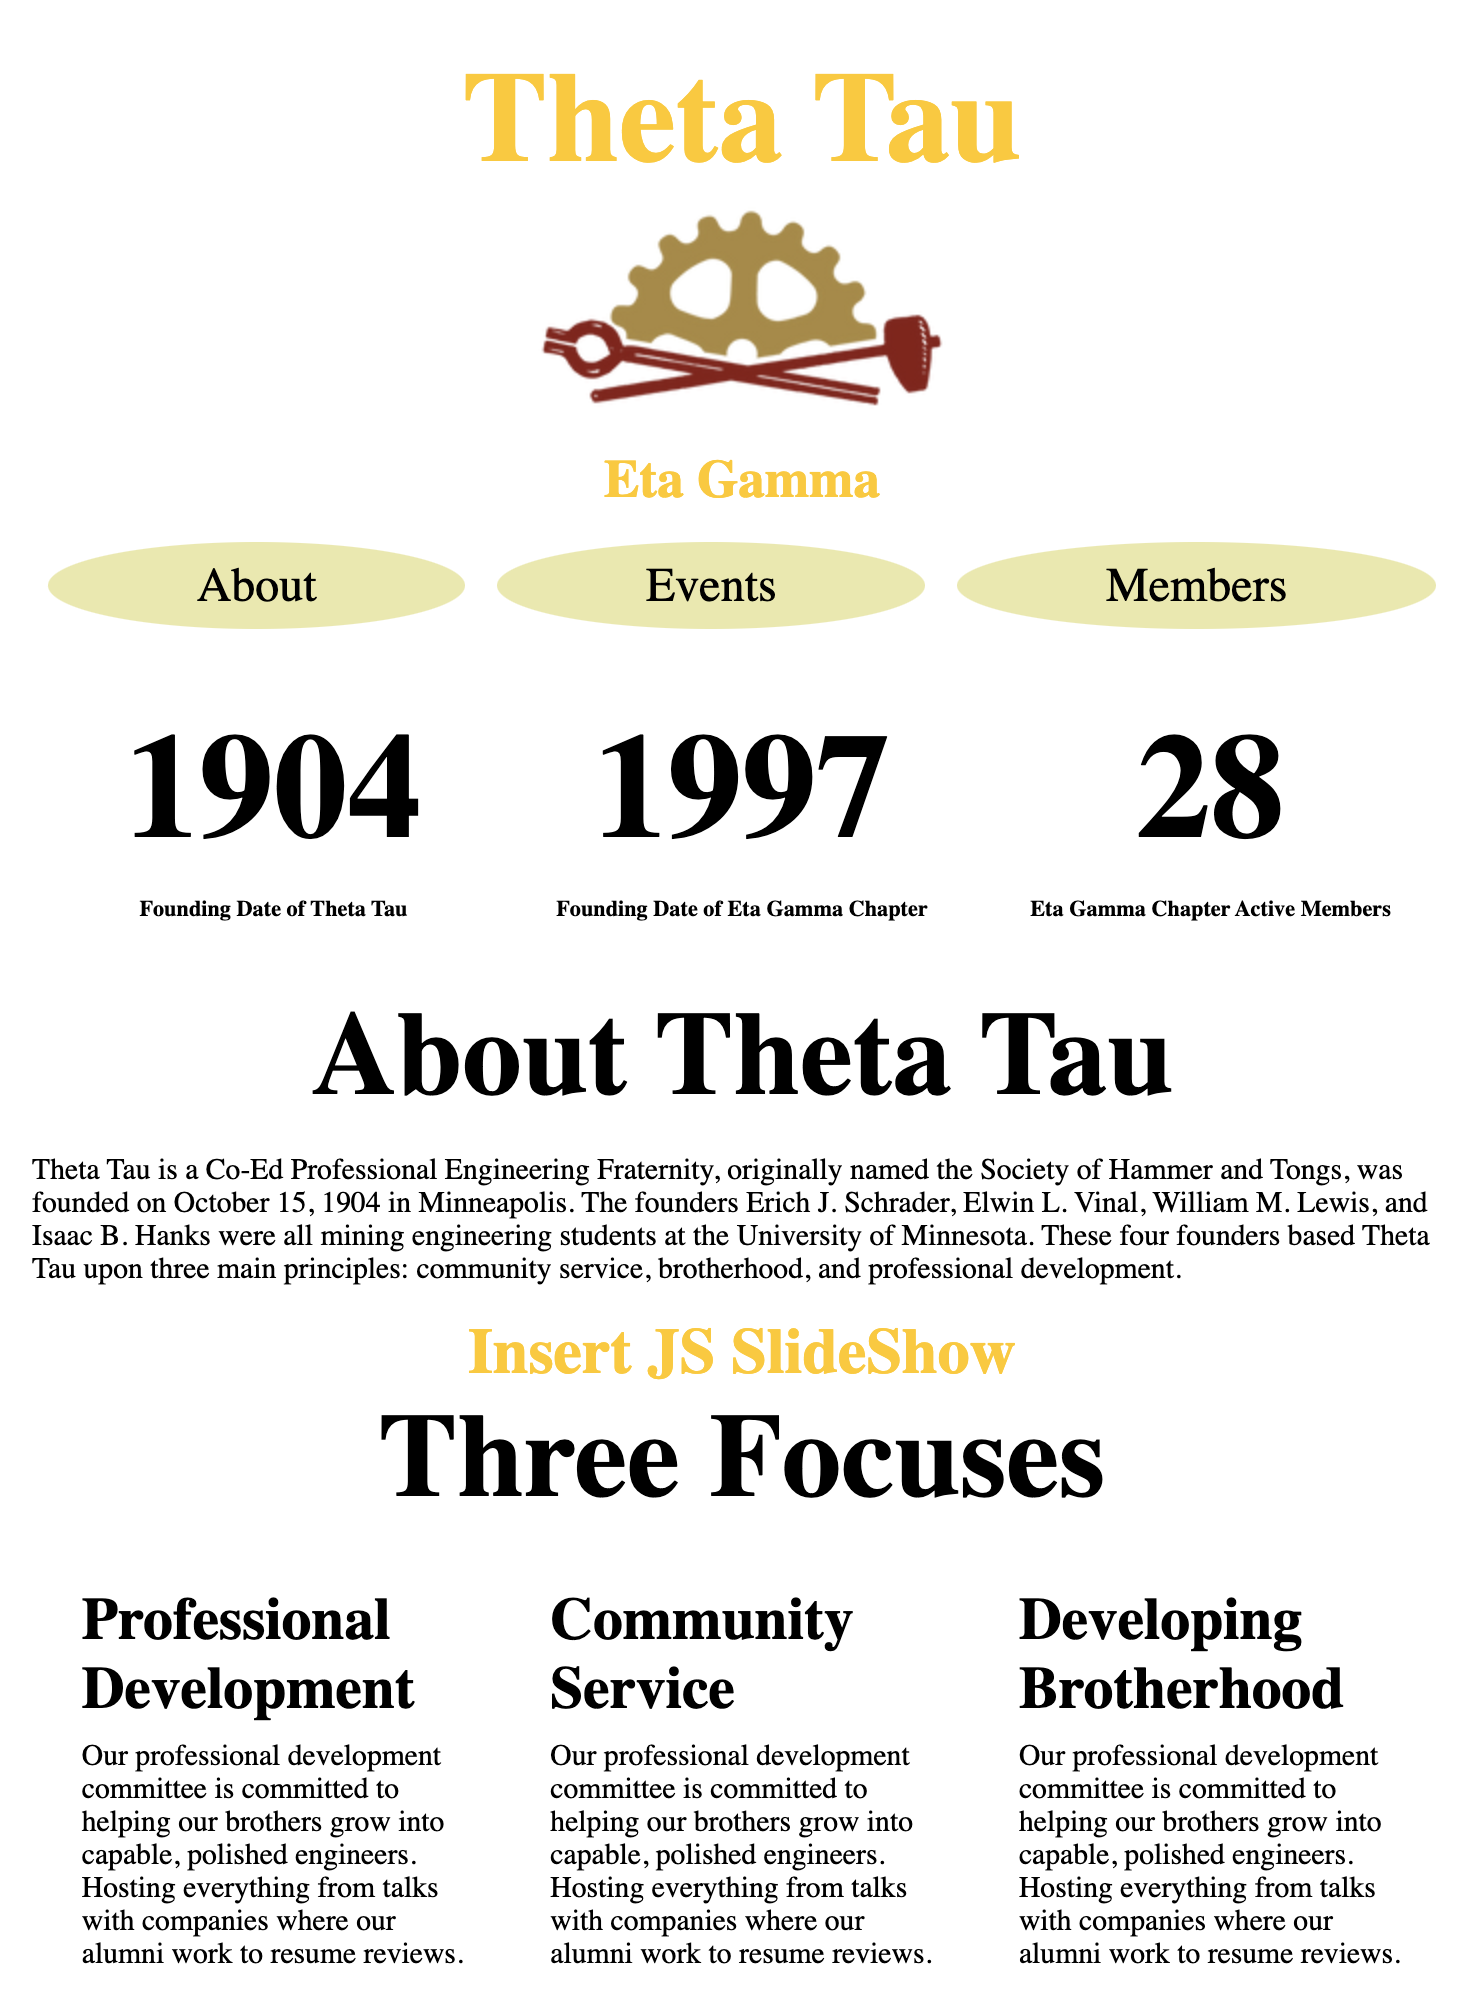 Theta Tau
Eta Gamma
About
Events
Members
1904
1997
28
Founding Date of Theta Tau
Founding Date of Eta Gamma Chapter
Eta Gamma Chapter Active Members
About Theta Tau
Theta Tau is a Co-Ed Professional Engineering Fraternity, originally named the Society of Hammer and Tongs, was
founded on October 15, 1904 in Minneapolis. The founders Erich J. Schrader, Elwin L. Vinal, William M. Lewis, and
Isaac B. Hanks were all mining engineering students at the University of Minnesota. These four founders based Theta
Tau upon three main principles: community service, brotherhood, and professional development.
Insert JS SlideShow
Three Focuses
Professional
Development
Our professional development
committee is committed to
helping our brothers grow into
capable, polished engineers.
Hosting everything from talks
with companies where our
alumni work to resume reviews.
Community
Service
Our professional development
committee is committed to
helping our brothers grow into
capable, polished engineers.
Hosting everything from talks
with companies where our
alumni work to resume reviews.
Developing
Brotherhood
Our professional development
committee is committed to
helping our brothers grow into
capable, polished engineers.
Hosting everything from talks
with companies where our
alumni work to resume reviews.